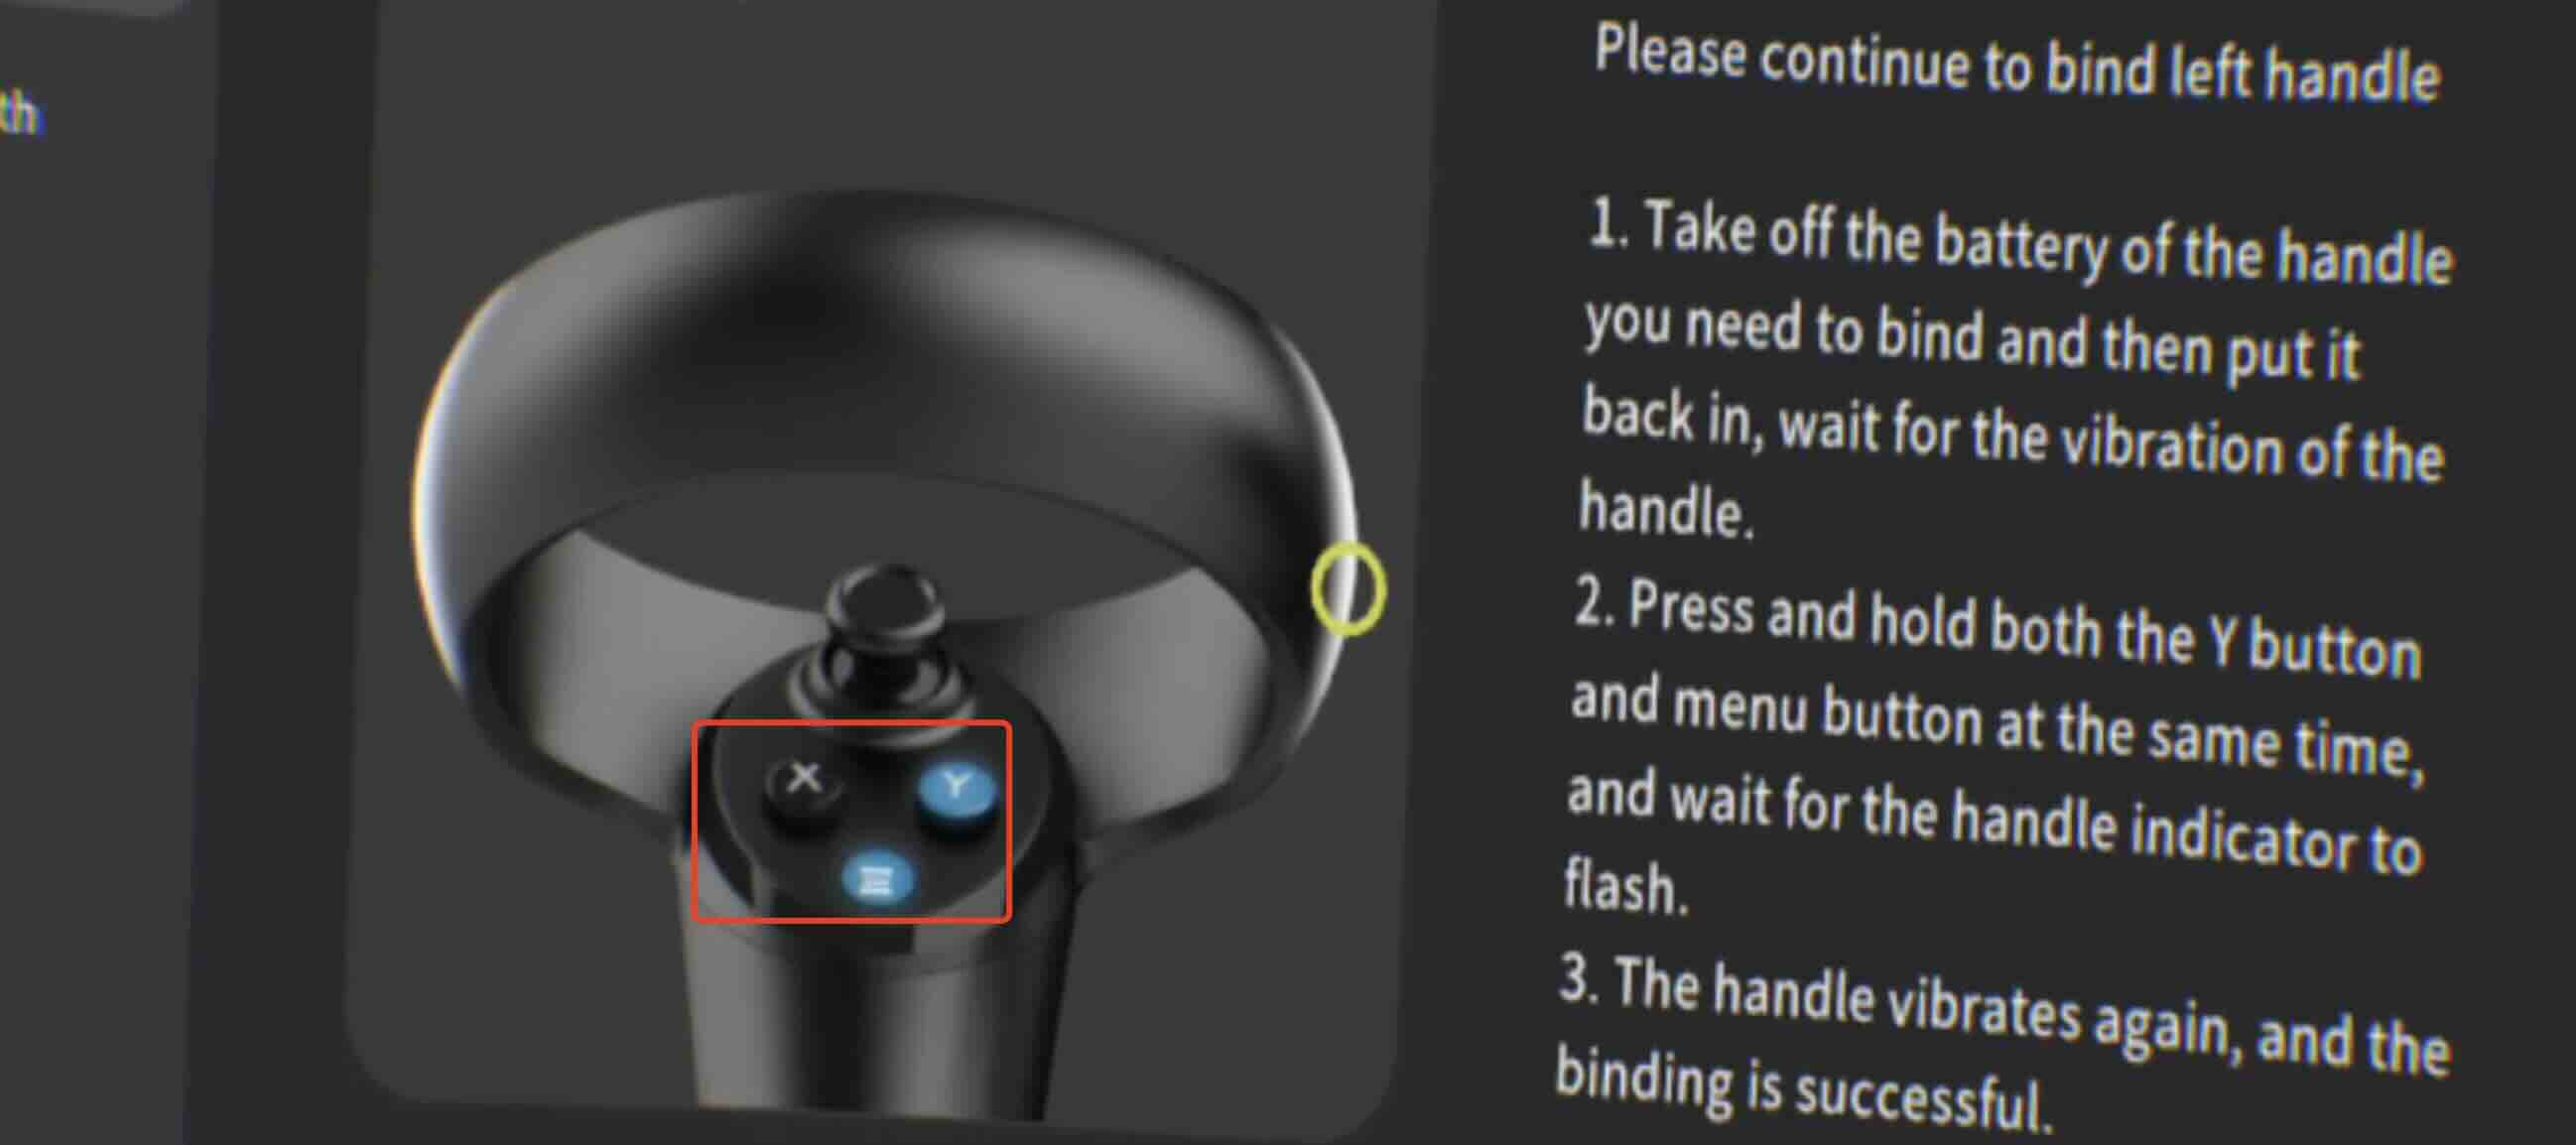 th
Please continue to bind left handle
1. Take off the battery of the handle
you need to bind and then put it
back in, wait for the vibration of the
handle.
2. Press and hold both the Y button
and menu button at the same time,
and wait for the handle indicator to
flash.
3. The handle vibrates again, and the
binding is successful.
X
Y